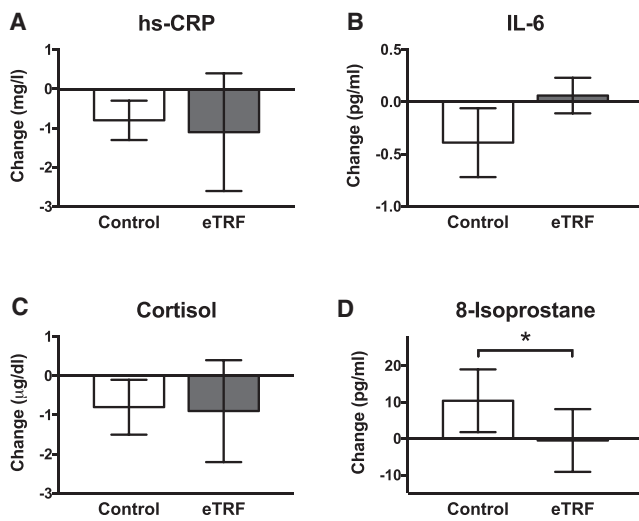 A
hs-CRP
Change (mg/l)
1
0
-1
-2
-3
Control eTRF
B
IL-6
Change (pg/ml)
0.5
0.0
-0.5
-1.0
Control eTRF
C
Cortisol
Change (μg/dl)
1
0
-1
-2
-3
Control eTRF
D
8-Isoprostane
*
Change (pg/ml)
20
10
0
-10
Control eTRF